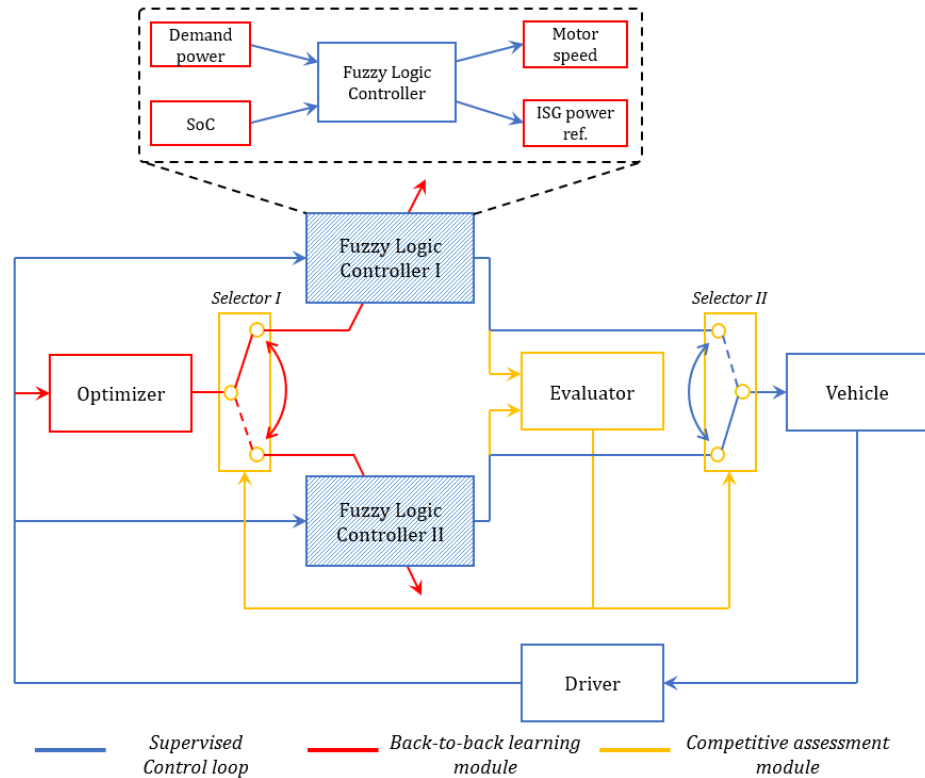 Demand
power
Fuzzy Logic
Controller
Motor
speed
SoC
ISG power
ref.
Fuzzy Logic
Controller I
Selector I
Selector II
Optimizer
Evaluator
Vehicle
Fuzzy Logic
Controller II
Driver
Supervised
Control loop
Back-to-back learning
module
Competitive assessment
module